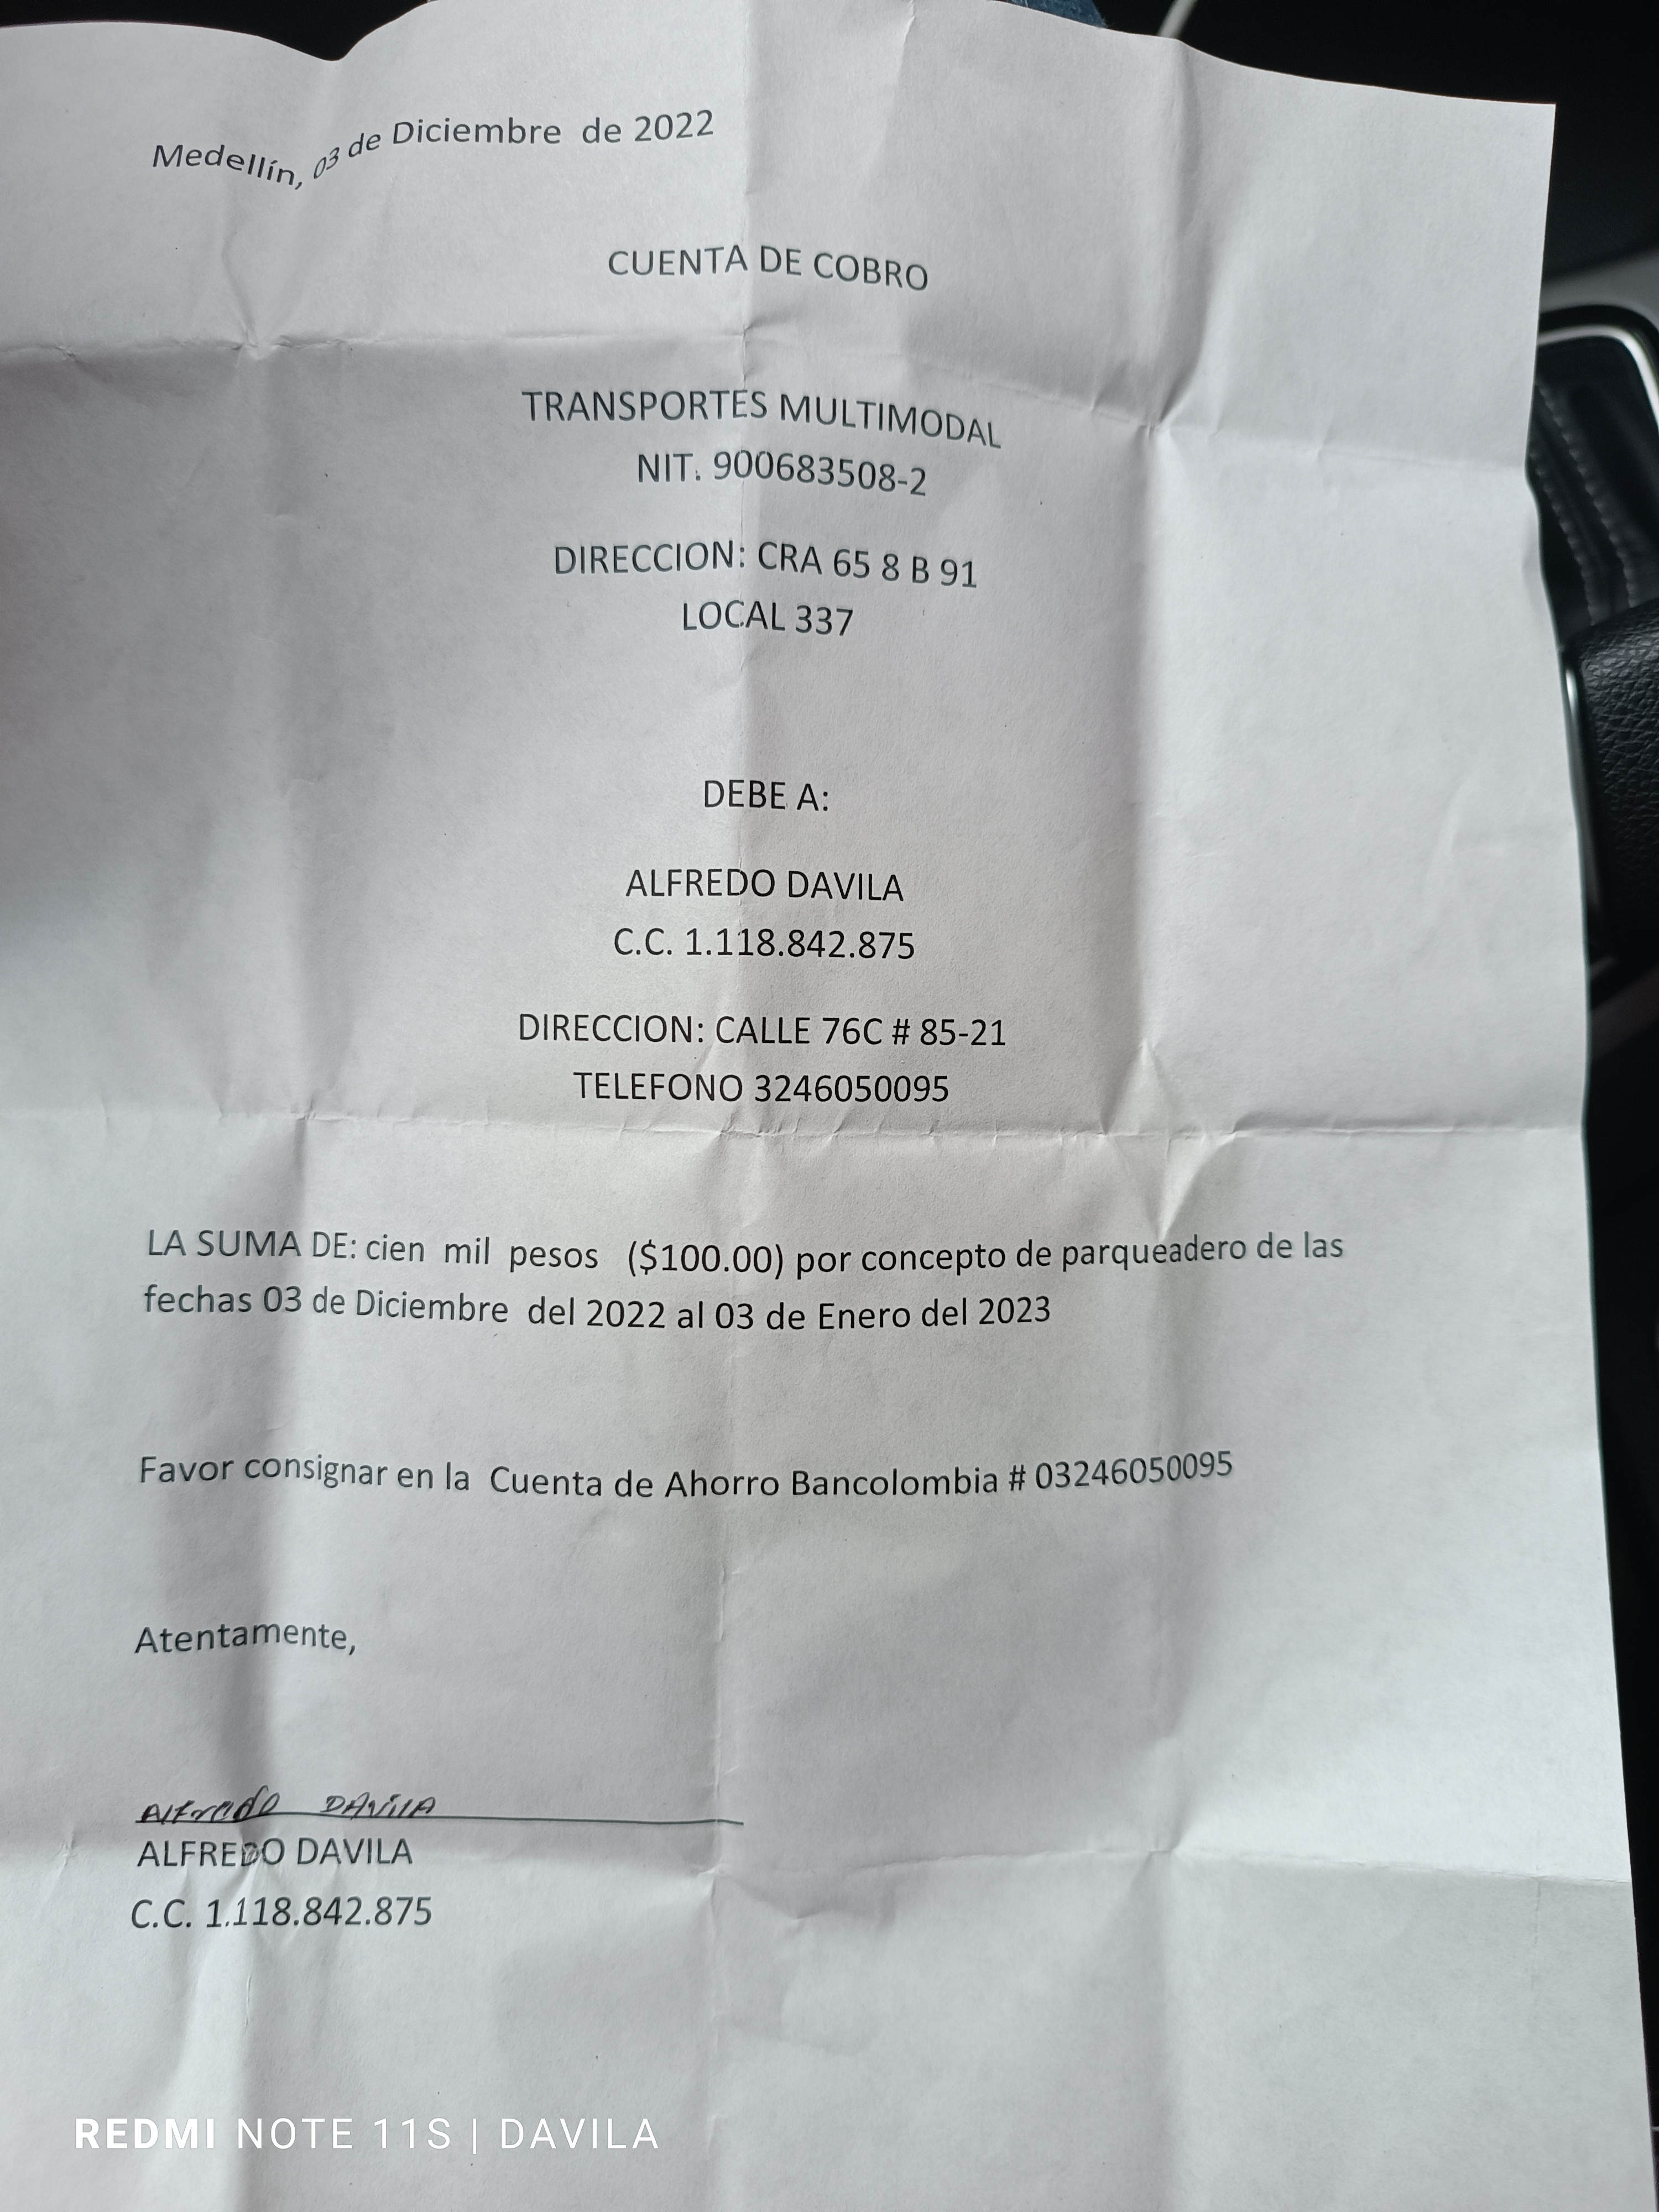 Medellín, 03 de Diciembre de 2022
CUENTA DE COBRO
TRANSPORTES MULTIMODAL
NIT. 900683508-2
DIRECCION: CRA 65 8 B 91
LOCAL 337
DEBE A:
ALFREDO DAVILA
C.C. 1.118.842.875
DIRECCION: CALLE 76C # 85-21
TELEFONO 3246050095
LA SUMA DE: cien mil pesos ($100.00) por concepto de parqueadero de las
fechas 03 de Diciembre del 2022 al 03 de Enero del 2023
Favor consignar en la Cuenta de Ahorro Bancolombia # 03246050095
Atentamente,
Alfredo DAvilA
ALFREDO DAVILA
C.C. 1.118.842.875
REDMI NOTE 11S | DAVILA